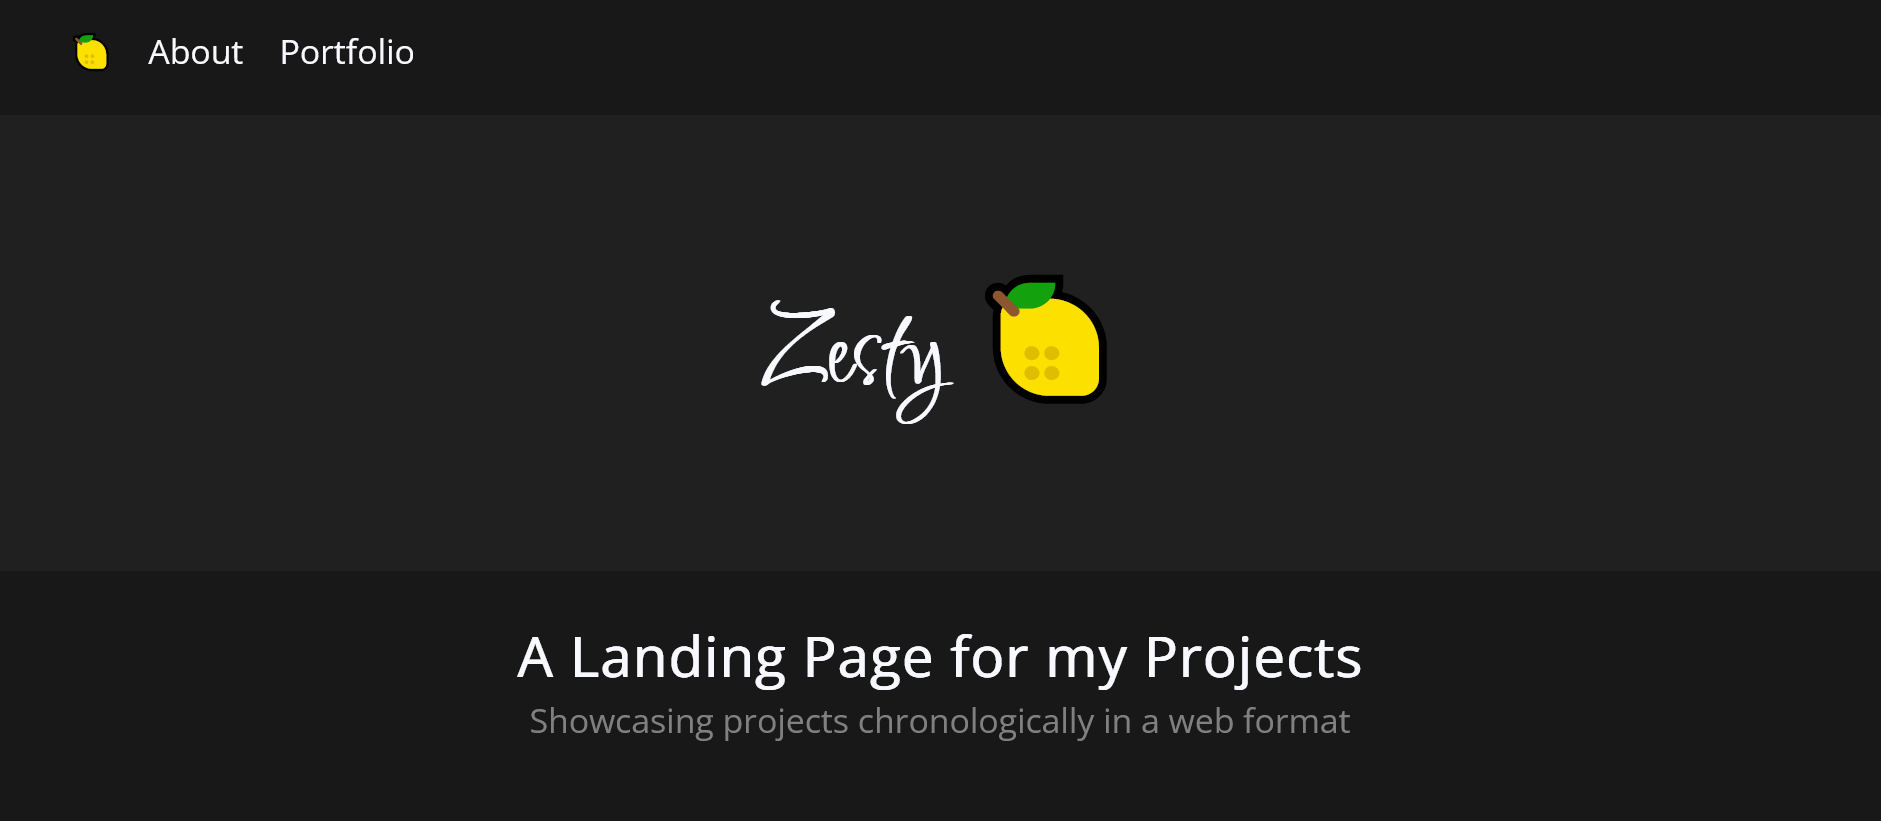 About Portfolio
Zesty
A Landing Page for my Projects
Showcasing projects chronologically in a web format